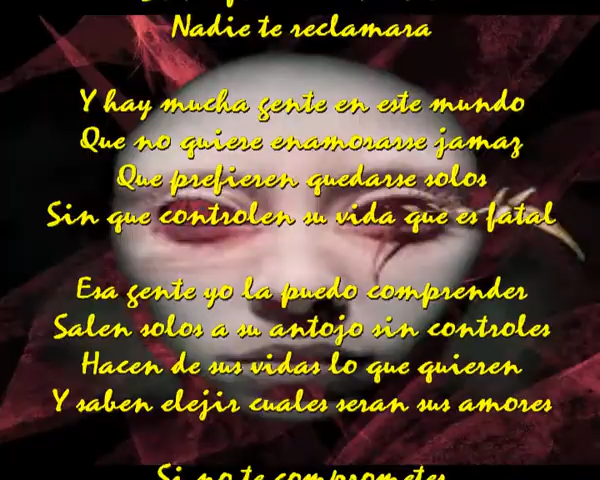 Nadie te reclamara
Y hay mucha gente en este mundo
Que no quiere enamorarse jamaz
Que prefieren quedarse solos
Sin que controlen su vida que es fatal
Esa gente yo la puedo comprender
Salen solos a su antojo sin controles
Hacen de sus vidas lo que quieren
Y saben elejir cuales seran sus amores
Si no te comprometes